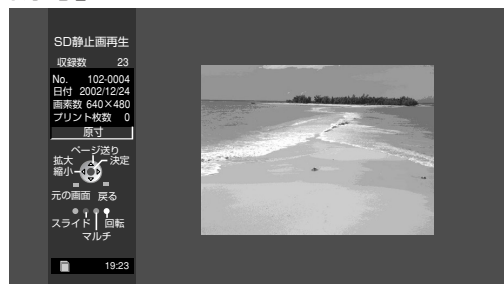 SD静止画再生
収録数 23
No. 102-0004
日付 2002/12/24
画素数 640×480
プリント枚数 0
原寸
ページ送り
拡大 決定
縮小
元の画面 戻る
スライド 回転
マルチ
19:23